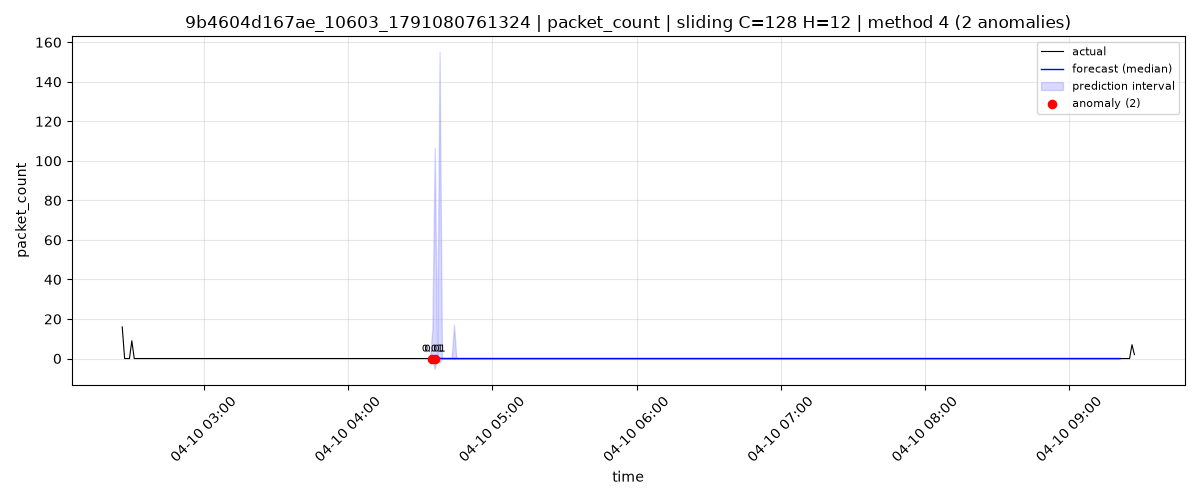 9b4604d167ae_10603_1791080761324 | packet_count | sliding C=128 H=12 | method 4 (2 anomalies)
actual
forecast (median)
prediction interval
anomaly (2)
packet_count
160
140
120
100
80
60
40
20
0
04-10 03:00
04-10 04:00
04-10 05:00
04-10 06:00
04-10 07:00
04-10 08:00
04-10 09:00
time